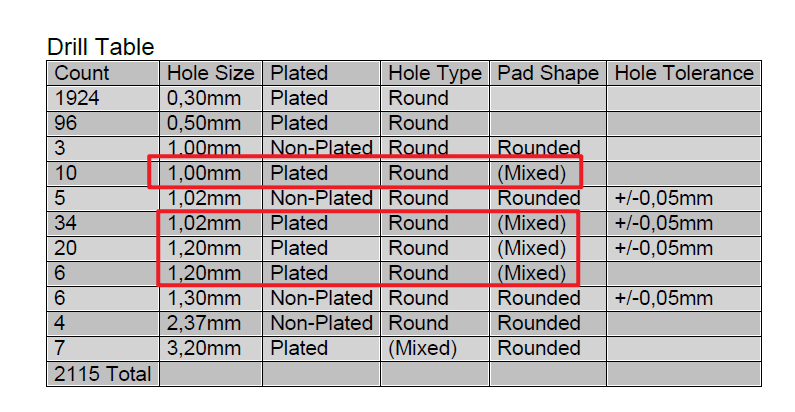 Drill Table
Count Hole Size Plated Hole Type Pad Shape Hole Tolerance
1924 0,30mm Plated Round
96 0,50mm Plated Round
3 1,00mm Non-Plated Round Rounded
10 1,00mm Plated Round (Mixed)
5 1,02mm Non-Plated Round Rounded +/-0,05mm
34 1,02mm Plated Round (Mixed) +/-0,05mm
20 1,20mm Plated Round (Mixed) +/-0,05mm
6 1,20mm Plated Round (Mixed)
6 1,30mm Non-Plated Round Rounded +/-0,05mm
4 2,37mm Non-Plated Round Rounded
7 3,20mm Plated (Mixed) Rounded
2115 Total